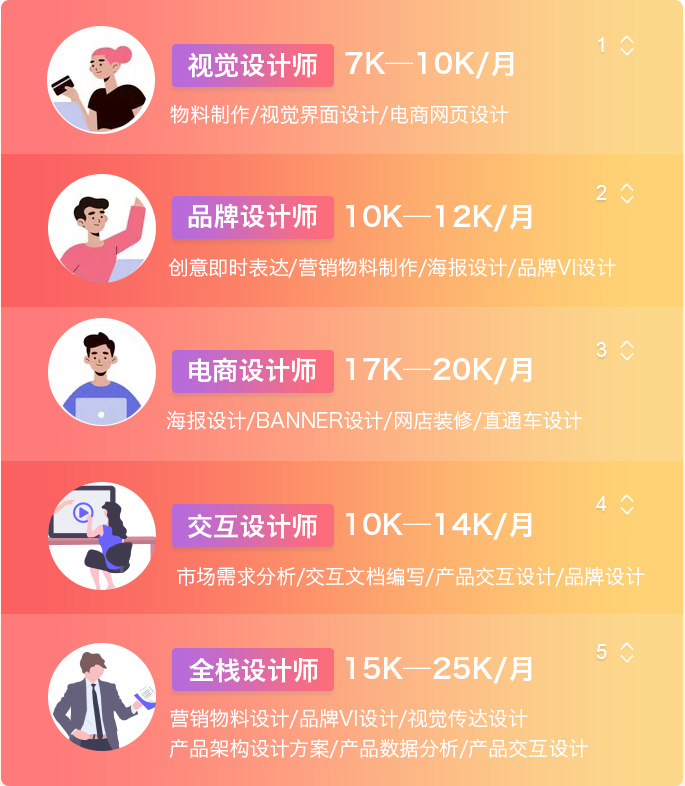 视觉设计师 7K—10K/月 1
物料制作/视觉界面设计/电商网页设计
品牌设计师 10K—12K/月 2
创意即时表达/营销物料制作/海报设计/品牌VI设计
电商设计师 17K—20K/月 3
海报设计/BANNER设计/网店装修/直通车设计
交互设计师 10K—14K/月 4
市场需求分析/交互文档编写/产品交互设计/品牌设计
全栈设计师 15K—25K/月 5
营销物料设计/品牌VI设计/视觉传达设计
产品架构设计方案/产品数据分析/产品交互设计